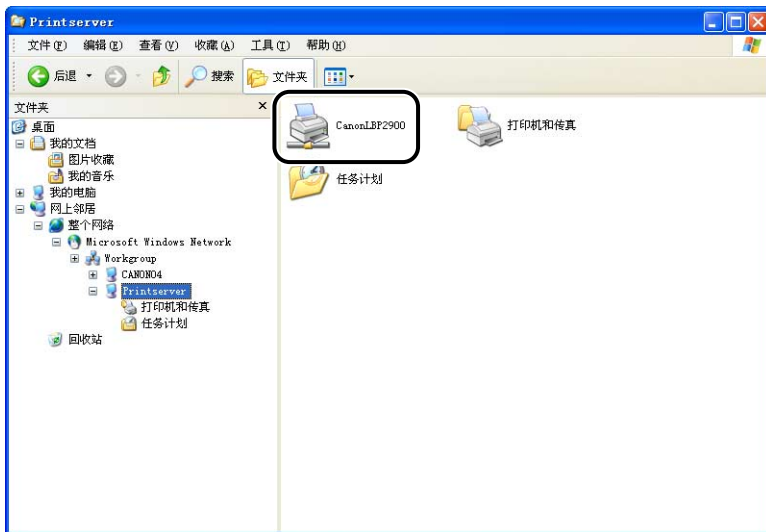 Printserver
文件(F) 编辑(E) 查看(V) 收藏(A) 工具(T) 帮助(H)
后退 搜索 文件夹
文件夹
桌面
我的文档
图片收藏
我的音乐
我的电脑
网上邻居
整个网络
Microsoft Windows Network
Workgroup
CANON04
Printserver
打印机和传真
任务计划
回收站
CanonLBP2900
打印机和传真
任务计划